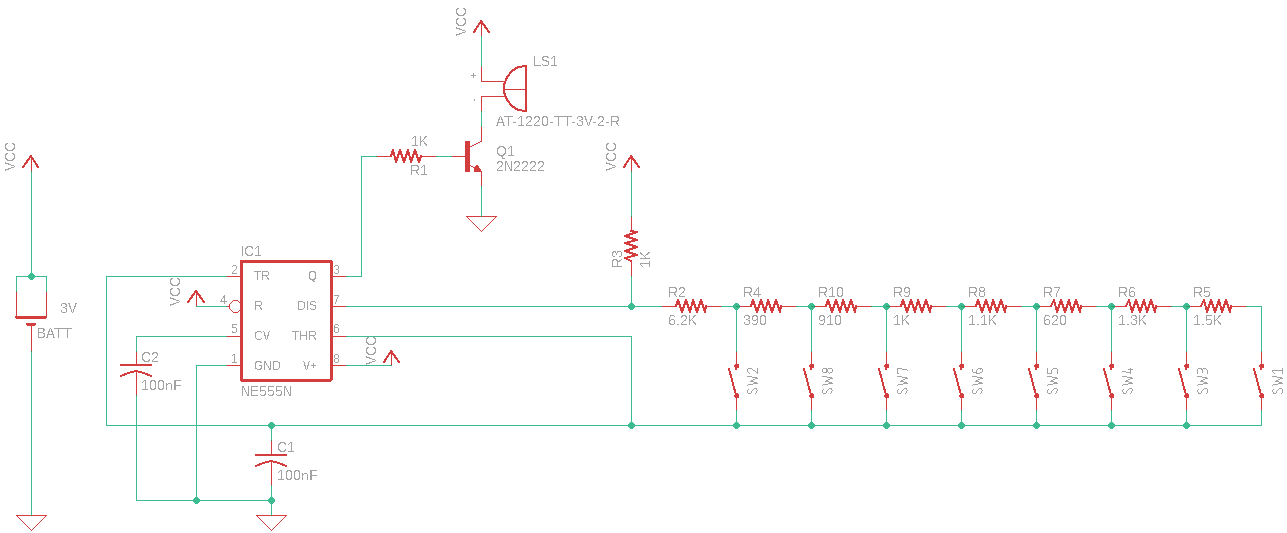 VCC
LS1
+
-
AT-1220-TT-3V-2-R
1K
R1
Q1
2N2222
VCC
VCC
R3
1K
IC1
2
TR
Q
3
VCC
4
R
DIS
7
5
CV
THR
6
1
GND
V+
8
VCC
NE555N
3V
BATT
C2
100nF
C1
100nF
R2
6.2K
R4
390
R10
910
R9
1K
R8
1.1K
R7
620
R6
1.3K
R5
1.5K
SW2
SW8
SW7
SW6
SW5
SW4
SW3
SW1